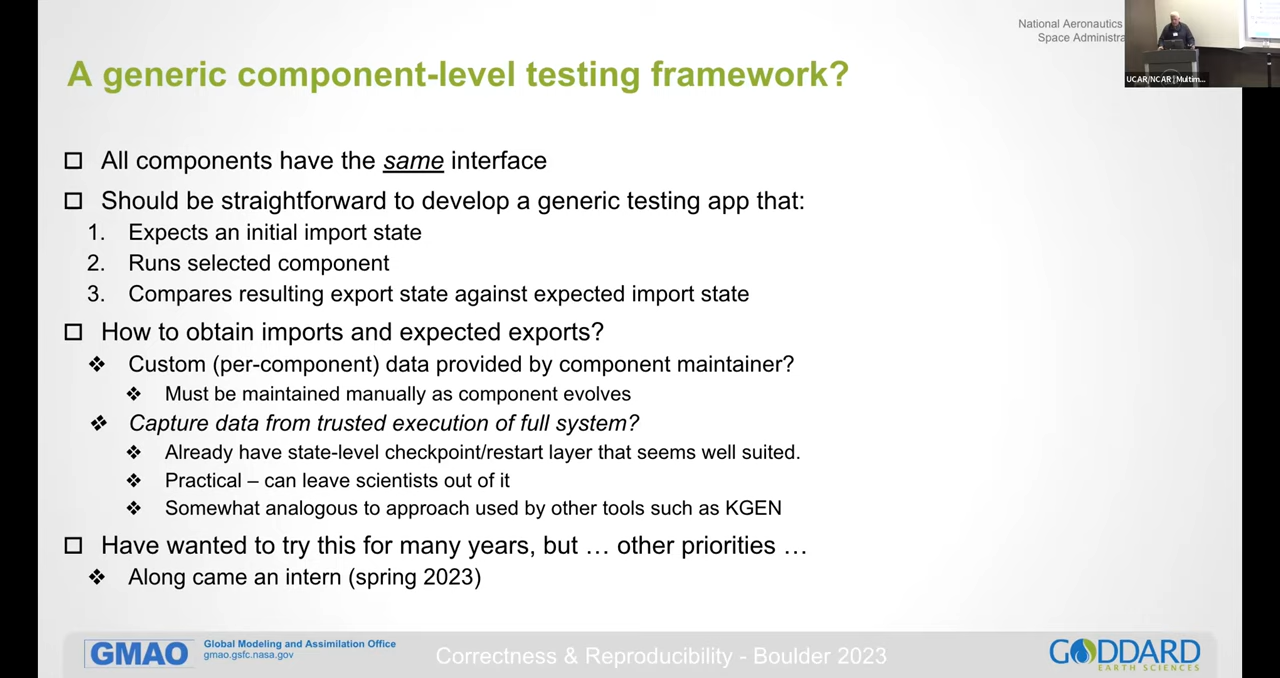 National Aeronautics
Space Administra
UCAR/NCAR | Multim...
A generic component-level testing framework?
All components have the same interface
Should be straightforward to develop a generic testing app that:
1. Expects an initial import state
2. Runs selected component
3. Compares resulting export state against expected import state
How to obtain imports and expected exports?
Custom (per-component) data provided by component maintainer?
Must be maintained manually as component evolves
Capture data from trusted execution of full system?
Already have state-level checkpoint/restart layer that seems well suited.
Practical – can leave scientists out of it
Somewhat analogous to approach used by other tools such as KGEN
Have wanted to try this for many years, but … other priorities …
Along came an intern (spring 2023)
GMAO
Global Modeling and Assimilation Office
gmao.gsfc.nasa.gov
Correctness & Reproducibility - Boulder 2023
GODDARD
EARTH SCIENCES